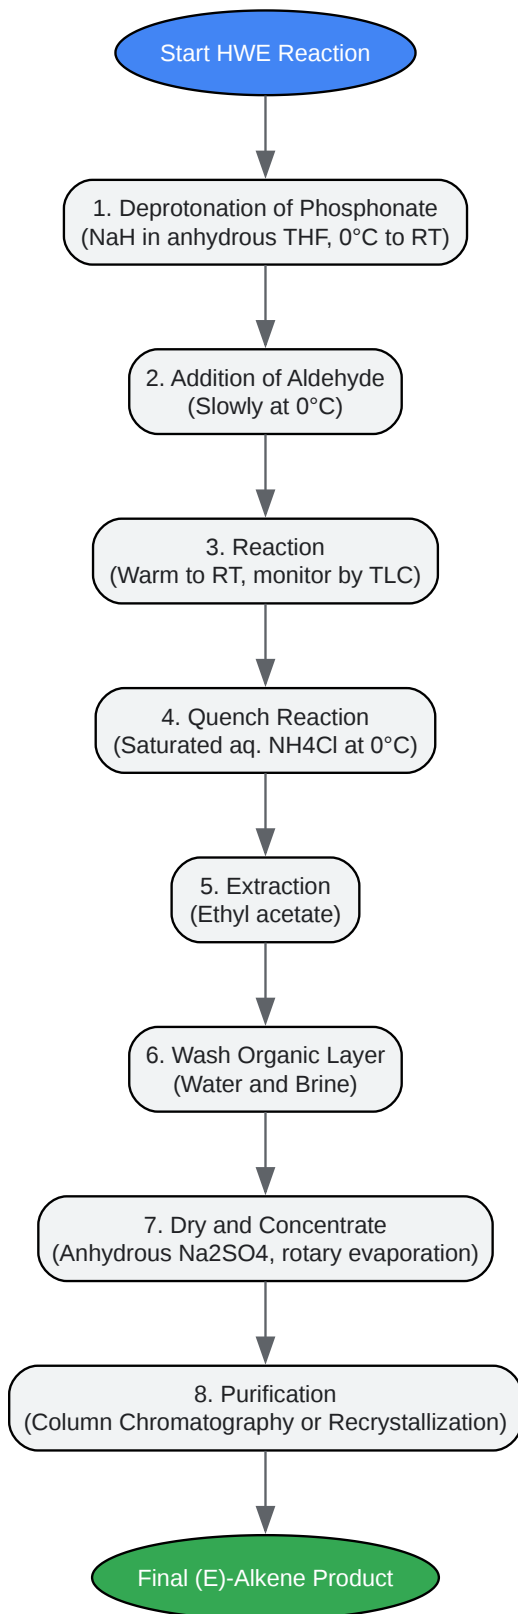 Start HWE Reaction
1. Deprotonation of Phosphonate
(NaH in anhydrous THF, 0°C to RT)
2. Addition of Aldehyde
(Slowly at 0°C)
3. Reaction
(Warm to RT, monitor by TLC)
4. Quench Reaction
(Saturated aq. NH4Cl at 0°C)
5. Extraction
(Ethyl acetate)
6. Wash Organic Layer
(Water and Brine)
7. Dry and Concentrate
(Anhydrous Na2SO4, rotary evaporation)
8. Purification
(Column Chromatography or Recrystallization)
Final (E)-Alkene Product